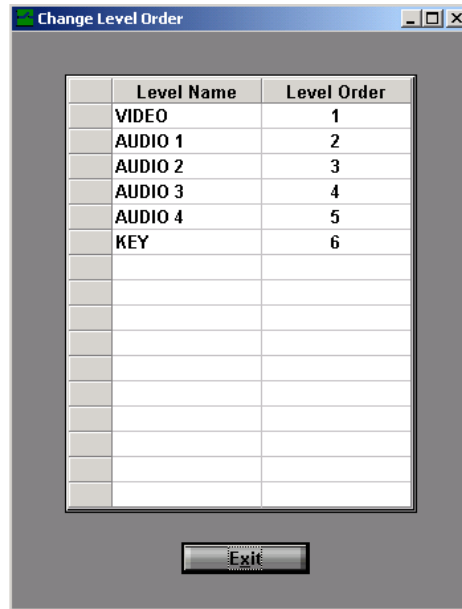 Change Level Order
Level Name Level Order
VIDEO 1
AUDIO 1 2
AUDIO 2 3
AUDIO 3 4
AUDIO 4 5
KEY 6
Exit